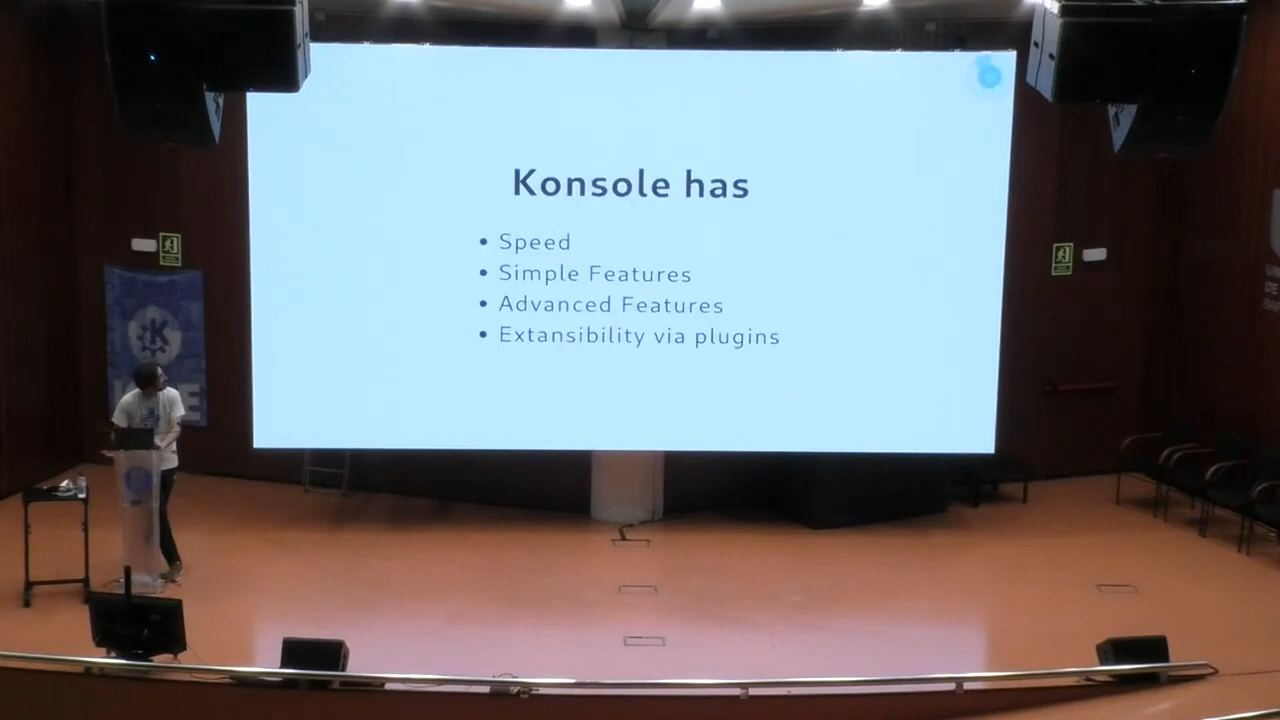 Konsole has
• Speed
• Simple Features
• Advanced Features
• Extansibility via plugins
K